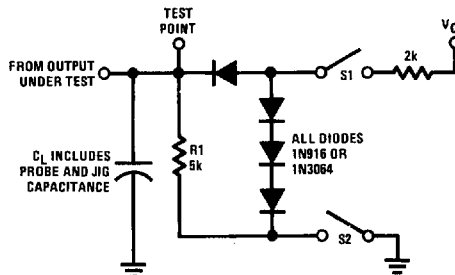 TEST
POINT
FROM OUTPUT
UNDER TEST
S1
2k
CL INCLUDES
PROBE AND JIG
CAPACITANCE
R1
5k
ALL DIODES
1N916 OR
1N3064
S2